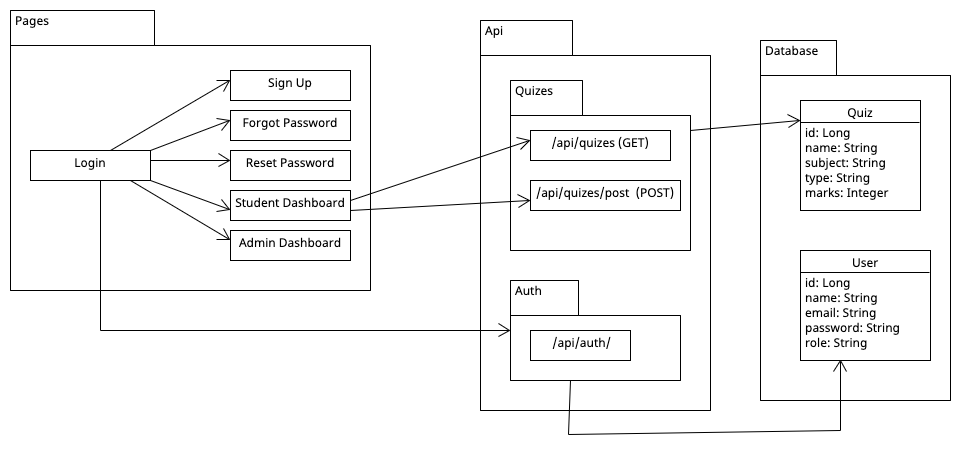 Pages
Sign Up
Forgot Password
Login
Reset Password
Student Dashboard
Admin Dashboard
Api
Quizes
/api/quizes (GET)
/api/quizes/post  (POST)
Auth
/api/auth/
Database
Quiz
id: Long
name: String
subject: String
type: String
marks: Integer
User
id: Long
name: String
email: String
password: String
role: String